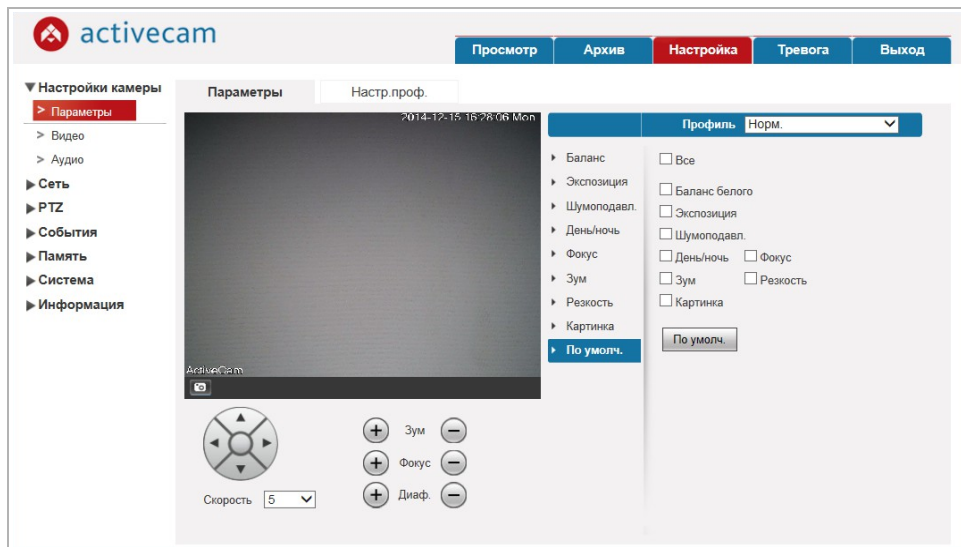 activecam
Просмотр Архив Настройка Тревога Выход
Настройки камеры
> Параметры
> Видео
> Аудио
Сеть
PTZ
События
Память
Система
Информация
Параметры Настр.проф.
2014-12-15 16:28:06 Mon
ActiveCam
Профиль Норм.
Баланс
Экспозиция
Шумоподавл.
День/ночь
Фокус
Зум
Резкость
Картинка
По умолч.
Все
Баланс белого
Экспозиция
Шумоподавл.
День/ночь Фокус
Зум Резкость
Картинка
По умолч.
+ Зум −
+ Фокус −
+ Диаф. −
Скорость 5